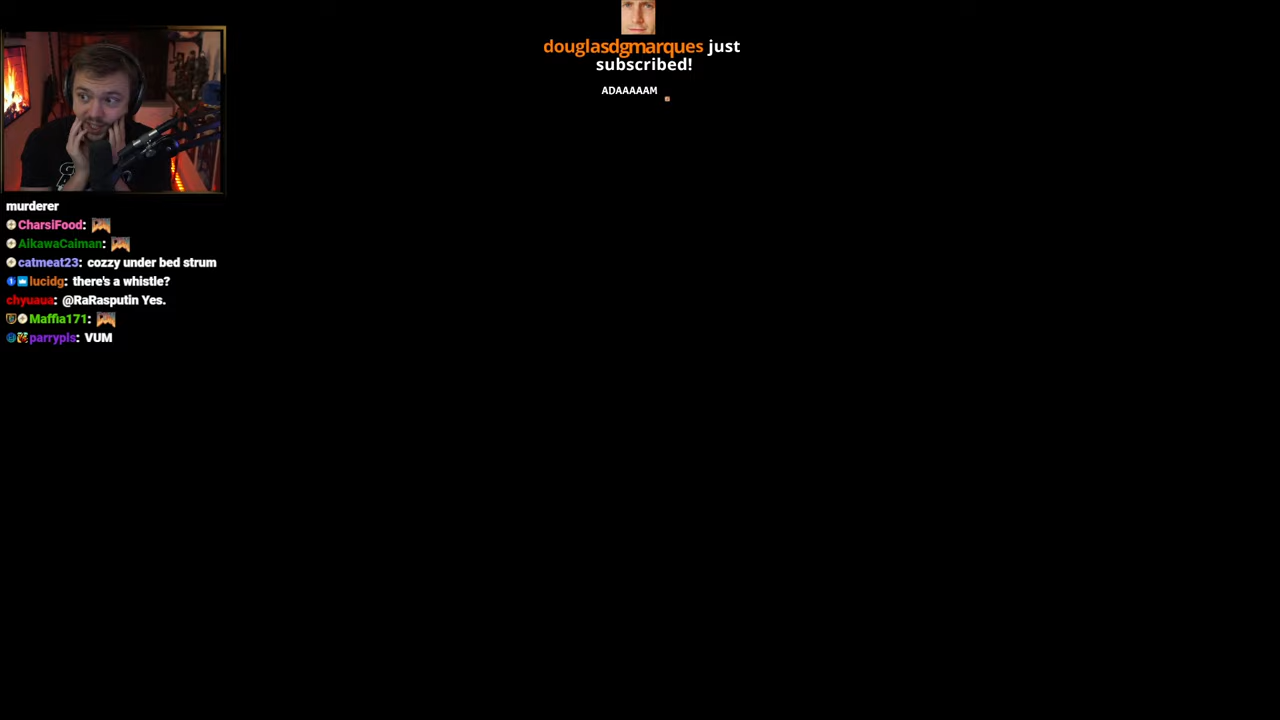 douglasdgmarques just
subscribed!
ADAAAAAM
murderer
CharsiFood:
AikawaCaiman:
catmeat23: cozzy under bed strum
lucidg: there's a whistle?
chyuaua: @RaRasputin Yes.
Maffia171:
parrypls: VUM